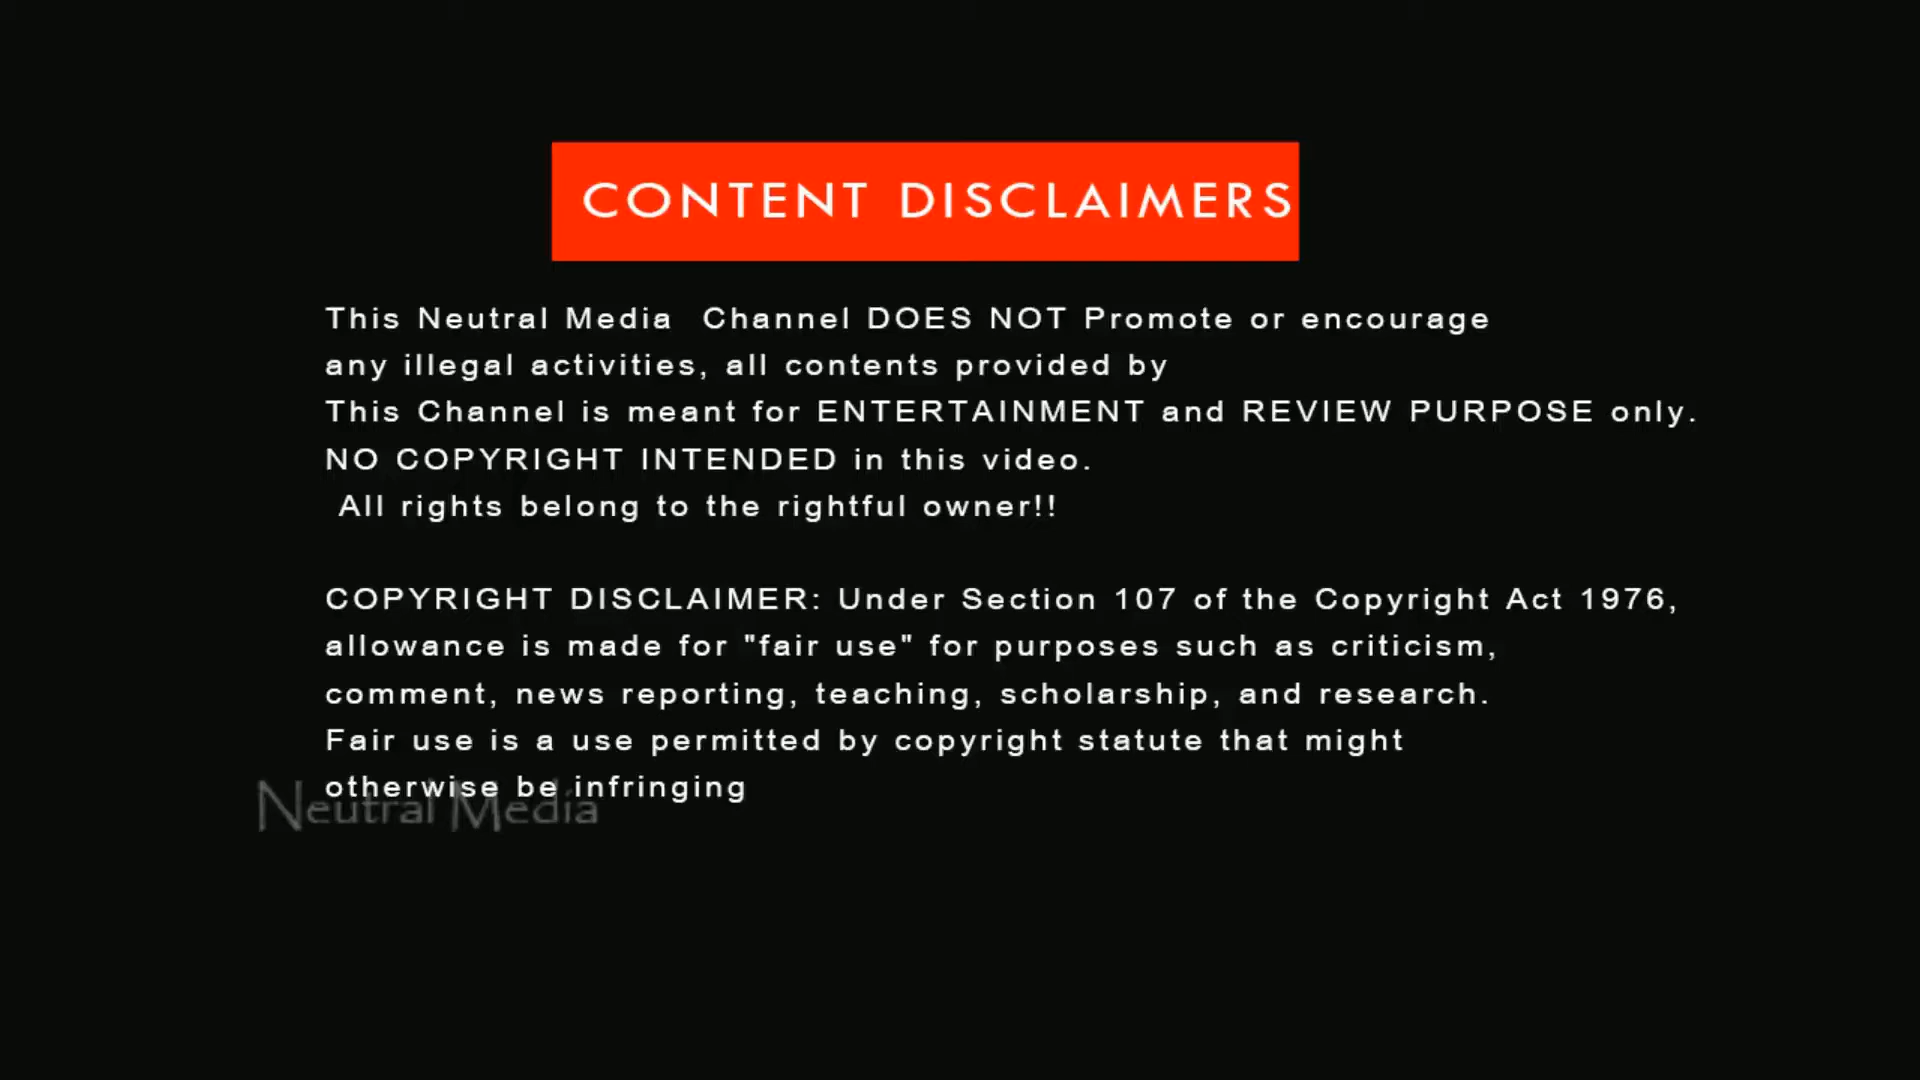 CONTENT DISCLAIMERS
This Neutral Media Channel DOES NOT Promote or encourage
any illegal activities, all contents provided by
This Channel is meant for ENTERTAINMENT and REVIEW PURPOSE only.
NO COPYRIGHT INTENDED in this video.
All rights belong to the rightful owner!!
COPYRIGHT DISCLAIMER: Under Section 107 of the Copyright Act 1976,
allowance is made for "fair use" for purposes such as criticism,
comment, news reporting, teaching, scholarship, and research.
Fair use is a use permitted by copyright statute that might
otherwise be infringing
Neutral Media